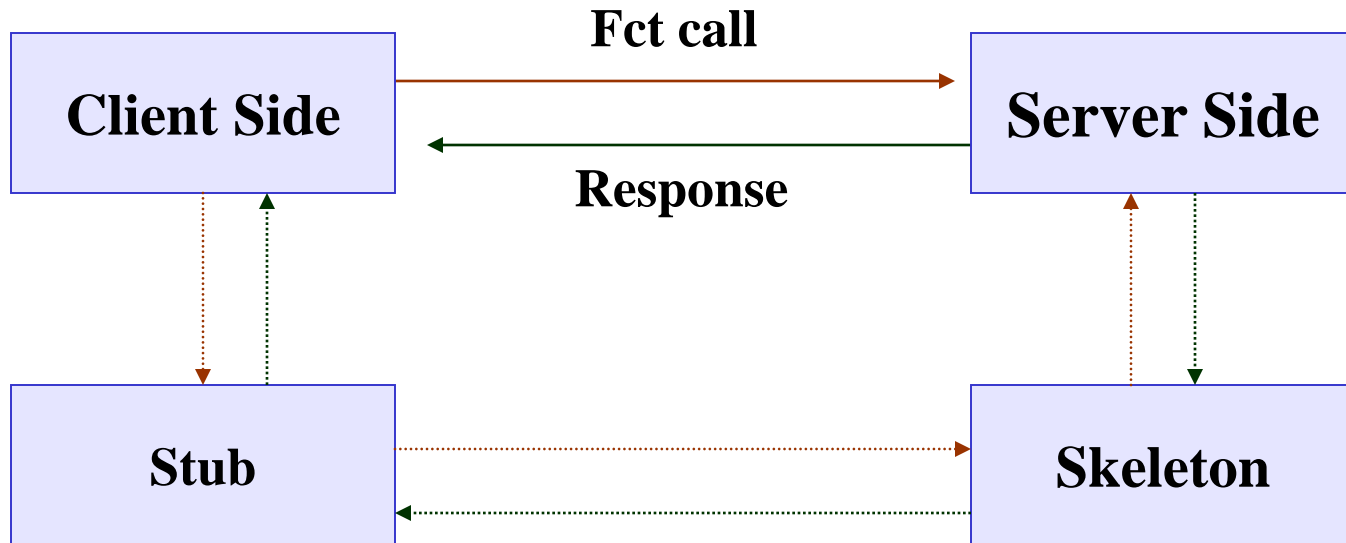 Fct call
Client Side
Server Side
Response
Stub
Skeleton